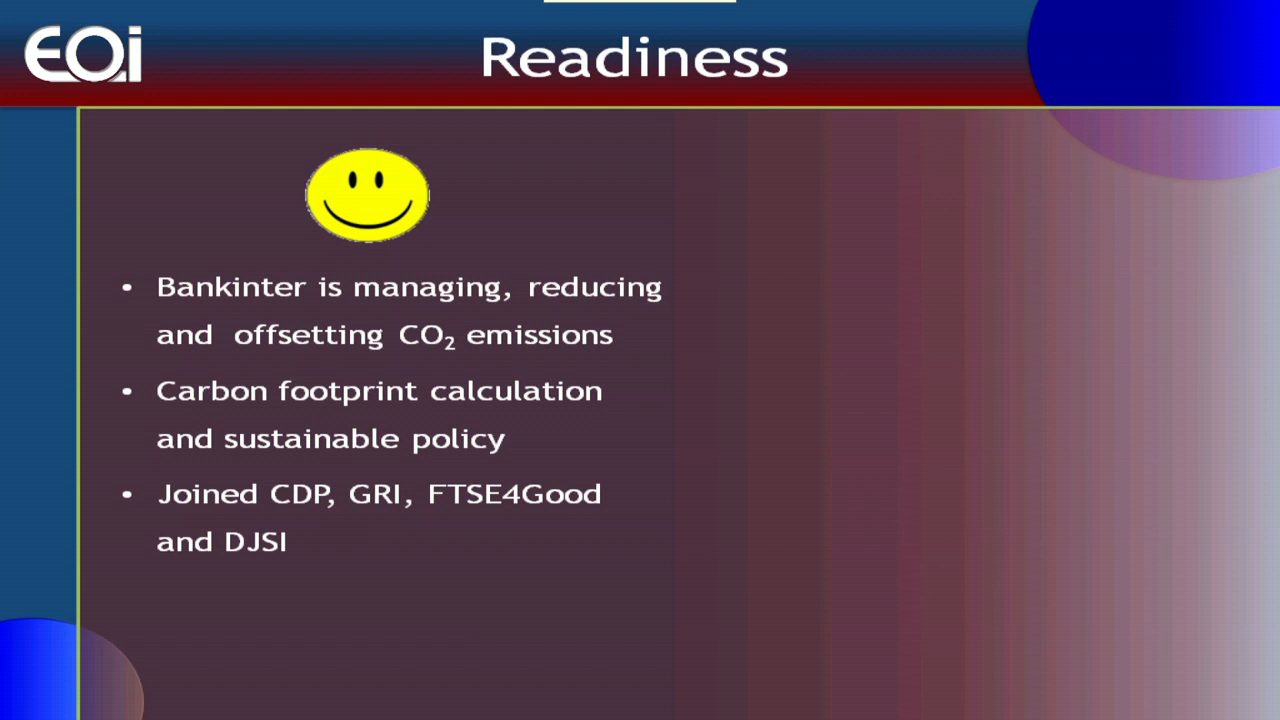 EOi
Readiness
• Bankinter is managing, reducing
and offsetting CO₂ emissions
• Carbon footprint calculation
and sustainable policy
• Joined CDP, GRI, FTSE4Good
and DJSI